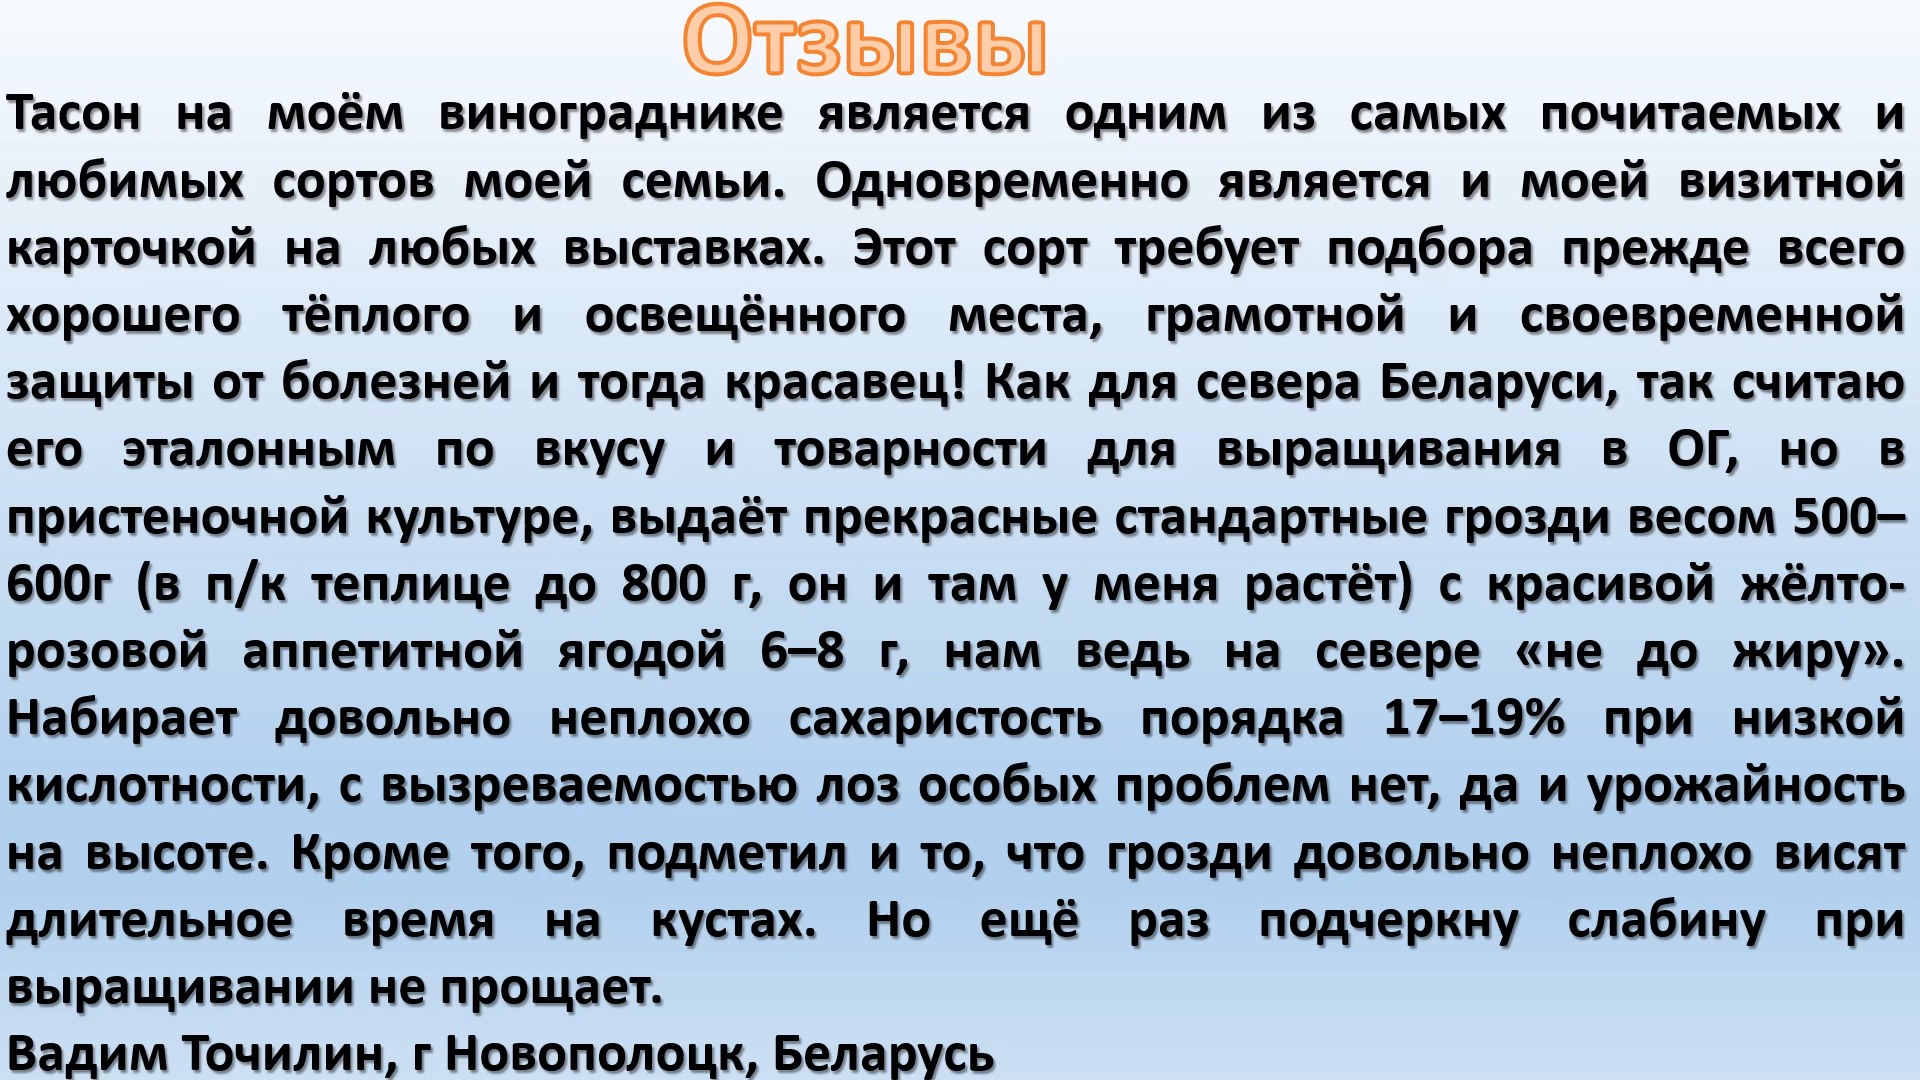 Отзывы
Тасон на моём винограднике является одним из самых почитаемых и
любимых сортов моей семьи. Одновременно является и моей визитной
карточкой на любых выставках. Этот сорт требует подбора прежде всего
хорошего тёплого и освещённого места, грамотной и своевременной
защиты от болезней и тогда красавец! Как для севера Беларуси, так считаю
его эталонным по вкусу и товарности для выращивания в ОГ, но в
пристеночной культуре, выдаёт прекрасные стандартные грозди весом 500–
600г (в п/к теплице до 800 г, он и там у меня растёт) с красивой жёлто-
розовой аппетитной ягодой 6–8 г, нам ведь на севере «не до жиру».
Набирает довольно неплохо сахаристость порядка 17–19% при низкой
кислотности, с вызреваемостью лоз особых проблем нет, да и урожайность
на высоте. Кроме того, подметил и то, что грозди довольно неплохо висят
длительное время на кустах. Но ещё раз подчеркну слабину при
выращивании не прощает.
Вадим Точилин, г Новополоцк, Беларусь